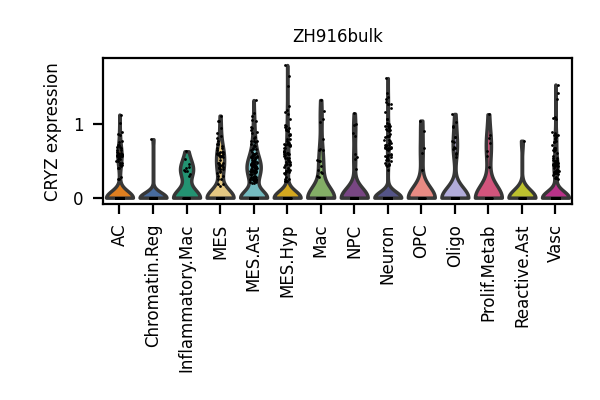 ZH916bulk
CRYZ expression
1
0
AC
Chromatin.Reg
Inflammatory.Mac
MES
MES.Ast
MES.Hyp
Mac
NPC
Neuron
OPC
Oligo
Prolif.Metab
Reactive.Ast
Vasc